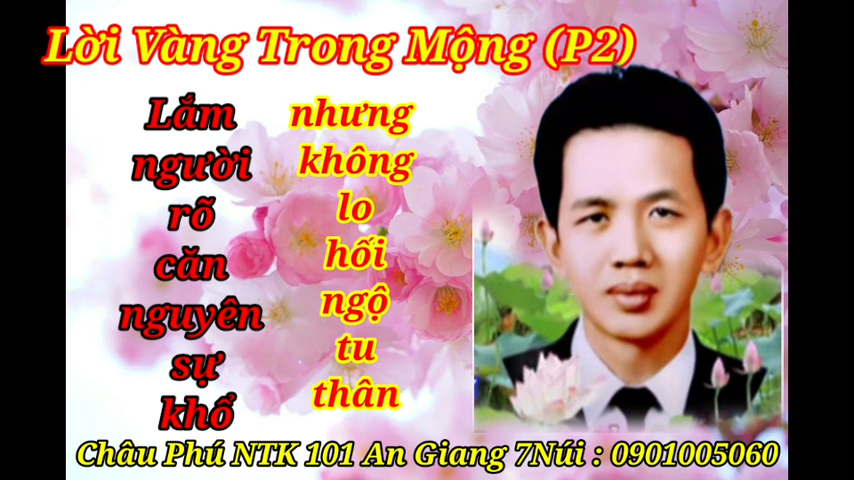 Lời Vàng Trong Mộng (P2)
Lắm
người
rõ
căn
nguyên
sự
khổ
nhưng
không
lo
hối
ngộ
tu
thân
Châu Phú NTK 101 An Giang 7Núi : 0901005060